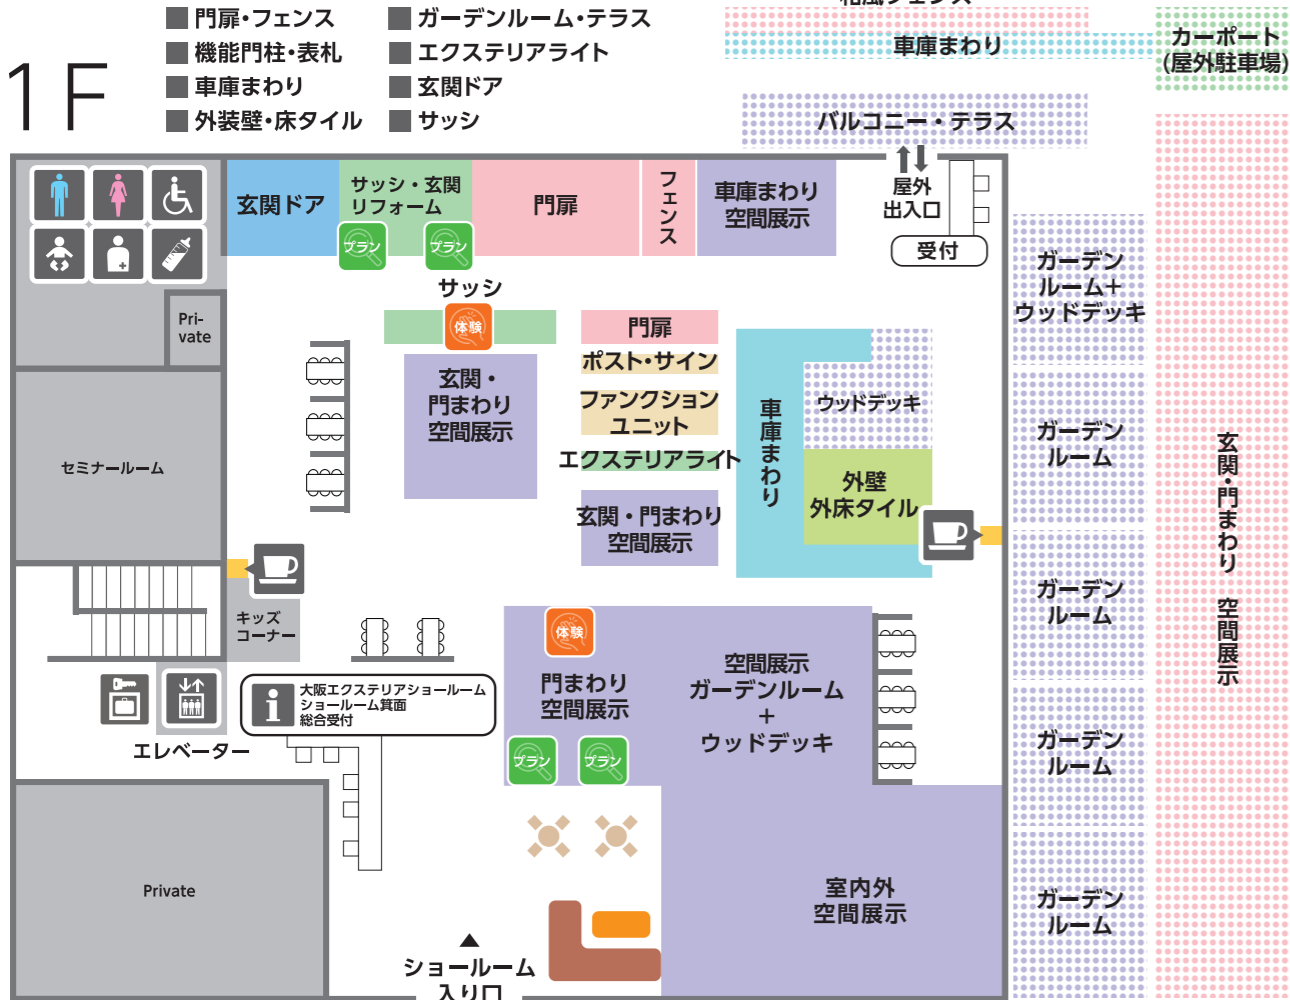 1F
門扉・フェンス
機能門柱・表札
車庫まわり
外装壁・床タイル
ガーデンルーム・テラス
エクステリアライト
玄関ドア
サッシ
車庫まわり
カーポート
(屋外駐車場)
バルコニー・テラス
屋外
出入口
受付
玄関ドア
サッシ・玄関
リフォーム
プラン
プラン
門扉
フェンス
車庫まわり
空間展示
ガーデン
ルーム+
ウッドデッキ
Pri-
vate
サッシ
体験
玄関・
門まわり
空間展示
門扉
ポスト・サイン
ファンクション
ユニット
エクステリアライト
玄関・門まわり
空間展示
車庫まわり
ウッドデッキ
外壁
外床タイル
ガーデン
ルーム
玄関・門まわり 空間展示
セミナールーム
キッズ
コーナー
ガーデン
ルーム
体験
門まわり
空間展示
プラン
プラン
空間展示
ガーデンルーム
+
ウッドデッキ
大阪エクステリアショールーム
ショールーム箕面
総合受付
エレベーター
ガーデン
ルーム
Private
室内外
空間展示
ガーデン
ルーム
ショールーム
入り口